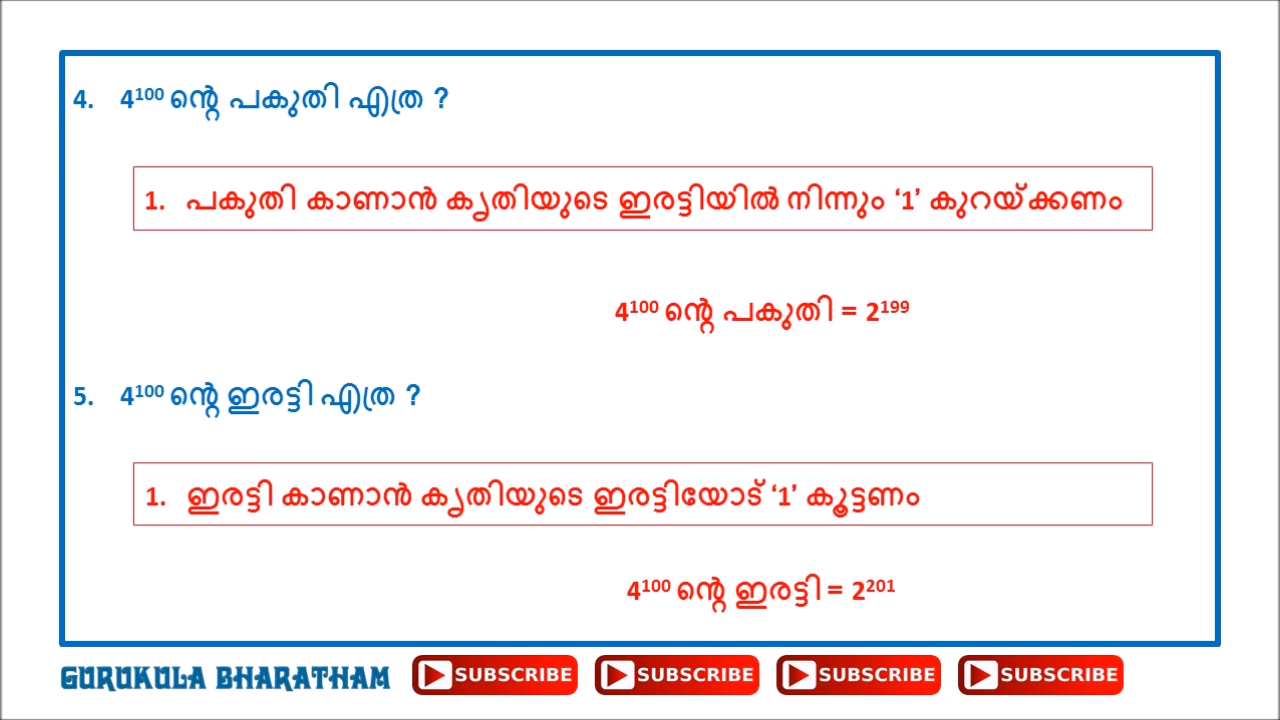 4. 4¹⁰⁰ ന്റെ പകുതി എത്ര ?
1. പകുതി കാണാൻ കൃതിയുടെ ഇരട്ടിയിൽ നിന്നും ‘1’ കുറയ്ക്കണം
4¹⁰⁰ ന്റെ പകുതി = 2¹⁹⁹
5. 4¹⁰⁰ ന്റെ ഇരട്ടി എത്ര ?
1. ഇരട്ടി കാണാൻ കൃതിയുടെ ഇരട്ടിയോട് ‘1’ കൂട്ടണം
4¹⁰⁰ ന്റെ ഇരട്ടി = 2²⁰¹
GURUKULA BHARATHAM SUBSCRIBE SUBSCRIBE SUBSCRIBE SUBSCRIBE